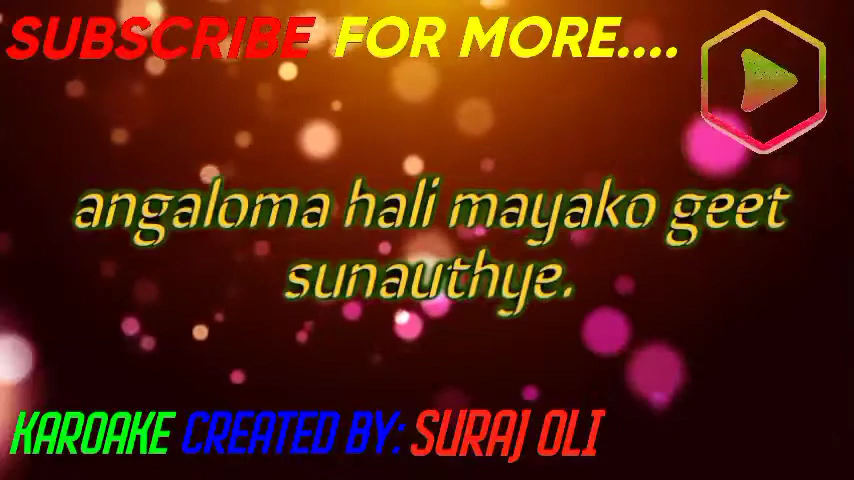 SUBSCRIBE FOR MORE....
angaloma hali mayako geet
sunauthye.
KAROAKE CREATED BY: SURAJ OLI